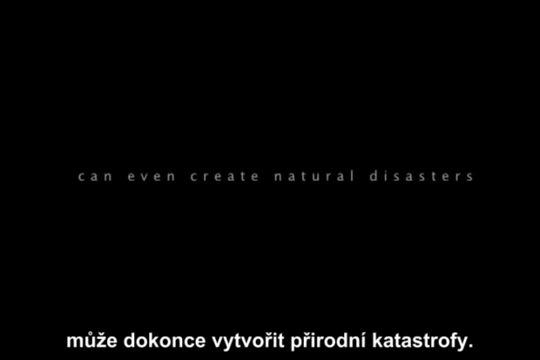 can even create natural disasters
může dokonce vytvořit přírodní katastrofy.